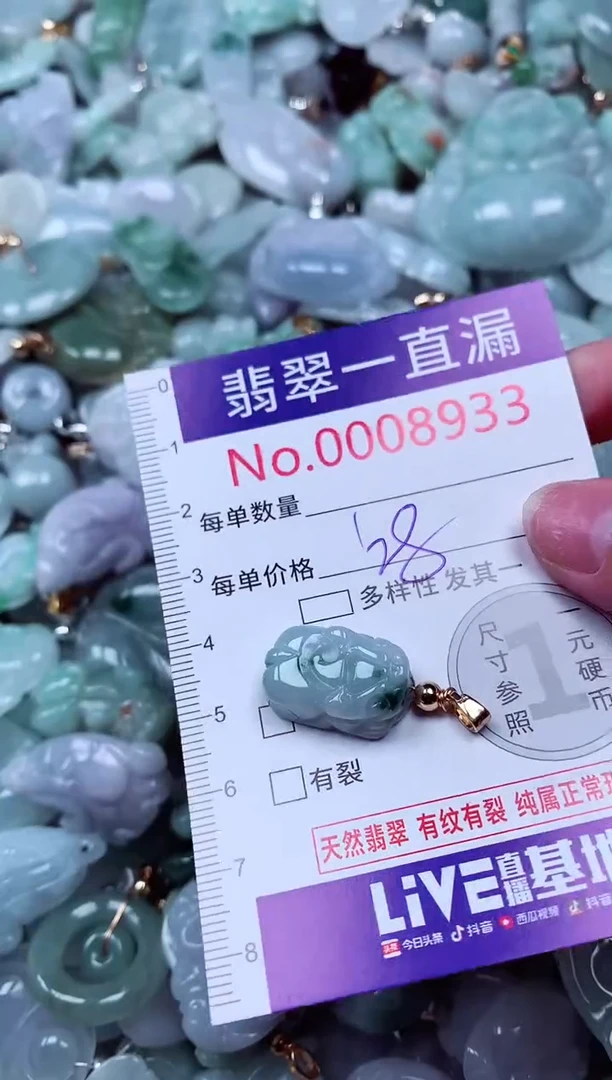 翡翠一直漏
No.0008933
每单数量
每单价格 128
多样性 发其一
有裂
尺寸参照
1
一元硬币
天然翡翠 有纹有裂 纯属正常
LiVE直播基地
今日头条 抖音 西瓜视频 抖音
0
1
2
3
4
5
6
7
8